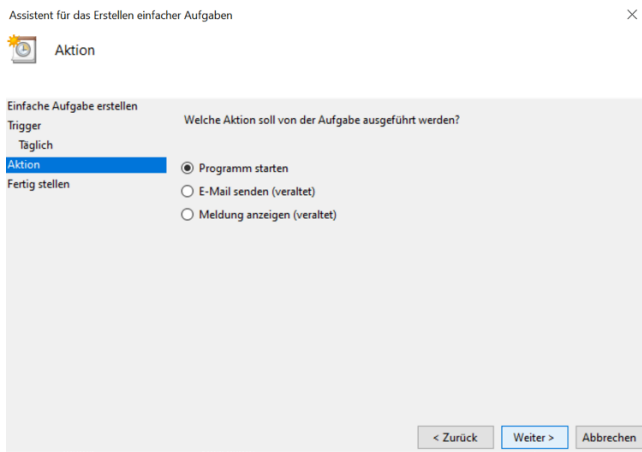 Assistent für das Erstellen einfacher Aufgaben
Aktion
Einfache Aufgabe erstellen
Trigger
Täglich
Aktion
Fertig stellen
Welche Aktion soll von der Aufgabe ausgeführt werden?
Programm starten
E-Mail senden (veraltet)
Meldung anzeigen (veraltet)
< Zurück
Weiter >
Abbrechen